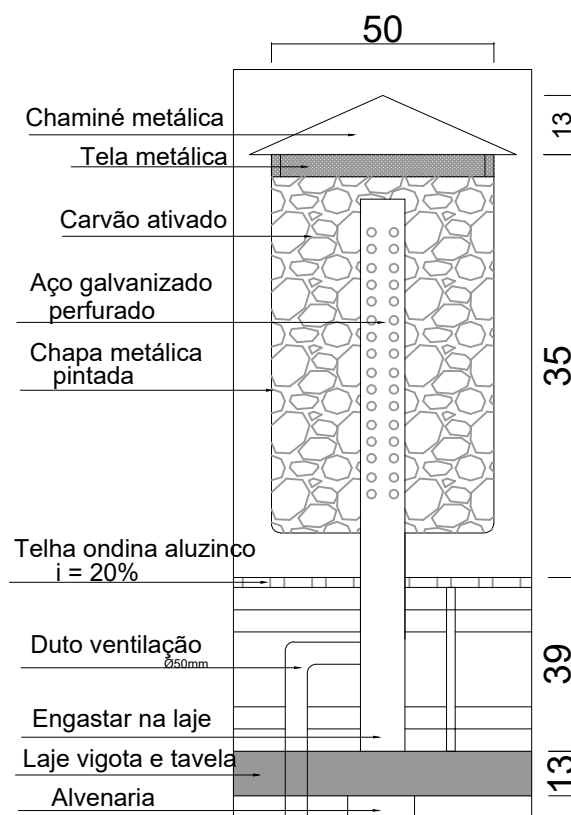 50
13
Chaminé metálica
Tela metálica
Carvão ativado
Aço galvanizado
perfurado
35
Chapa metálica
pintada
Telha ondina aluzinco
i = 20%
Duto ventilação
Ø50mm
39
Engastar na laje
Laje vigota e tavela
13
Alvenaria